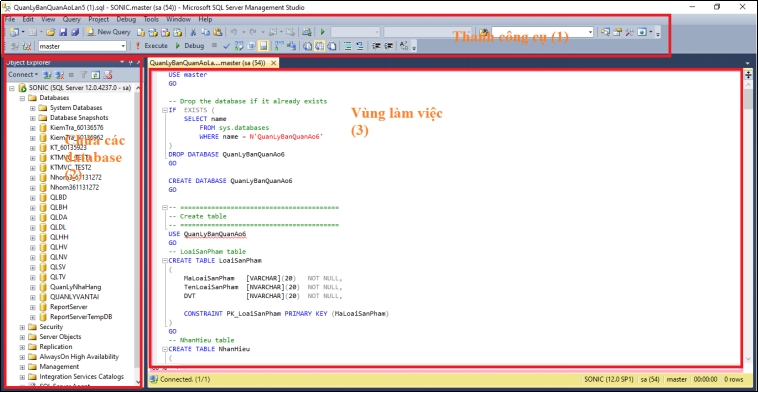 QuanLyBanQuanAoLan5 (1).sql - SONIC.master (sa (54)) - Microsoft SQL Server Management Studio
File Edit View Query Project Debug Tools Window Help
New Query
Thanh công cụ (1)
master
Execute Debug
Object Explorer
Connect
SONIC (SQL Server 12.0.4237.0 - sa)
Databases
System Databases
Database Snapshots
KiemTra_60136576
KiemTra_60136962
KT_60135923
KTMVC_TEST1
KTMVC_TEST2
Chứa các
database
(2)
Nhom361131272
QLBD
QLBH
QLDA
QLDL
QLHH
QLHV
QLNV
QLSV
QLTV
QuanLyNhaHang
QUANLYVANTAI
ReportServer
ReportServerTempDB
Security
Server Objects
Replication
AlwaysOn High Availability
Management
Integration Services Catalogs
SQL Server Agent
QuanLyBanQuanAoLa....master (sa (54))
USE master
GO
-- Drop the database if it already exists
IF EXISTS (
SELECT name
FROM sys.databases
WHERE name = N'QuanLyBanQuanAo6'
)
DROP DATABASE QuanLyBanQuanAo6
GO
Vùng làm việc
(3)
CREATE DATABASE QuanLyBanQuanAo6
GO
-- ========================================
-- Create table
-- ========================================
USE QuanLyBanQuanAo6
GO
-- LoaiSanPham table
CREATE TABLE LoaiSanPham
(
MaLoaiSanPham [VARCHAR](20) NOT NULL,
TenLoaiSanPham [NVARCHAR](20) NOT NULL,
DVT [NVARCHAR](20) NOT NULL,
CONSTRAINT PK_LoaiSanPham PRIMARY KEY (MaLoaiSanPham)
)
GO
-- NhanHieu table
CREATE TABLE NhanHieu
(
Connected. (1/1)
SONIC (12.0 SP1) sa (54) master 00:00:00 0 rows